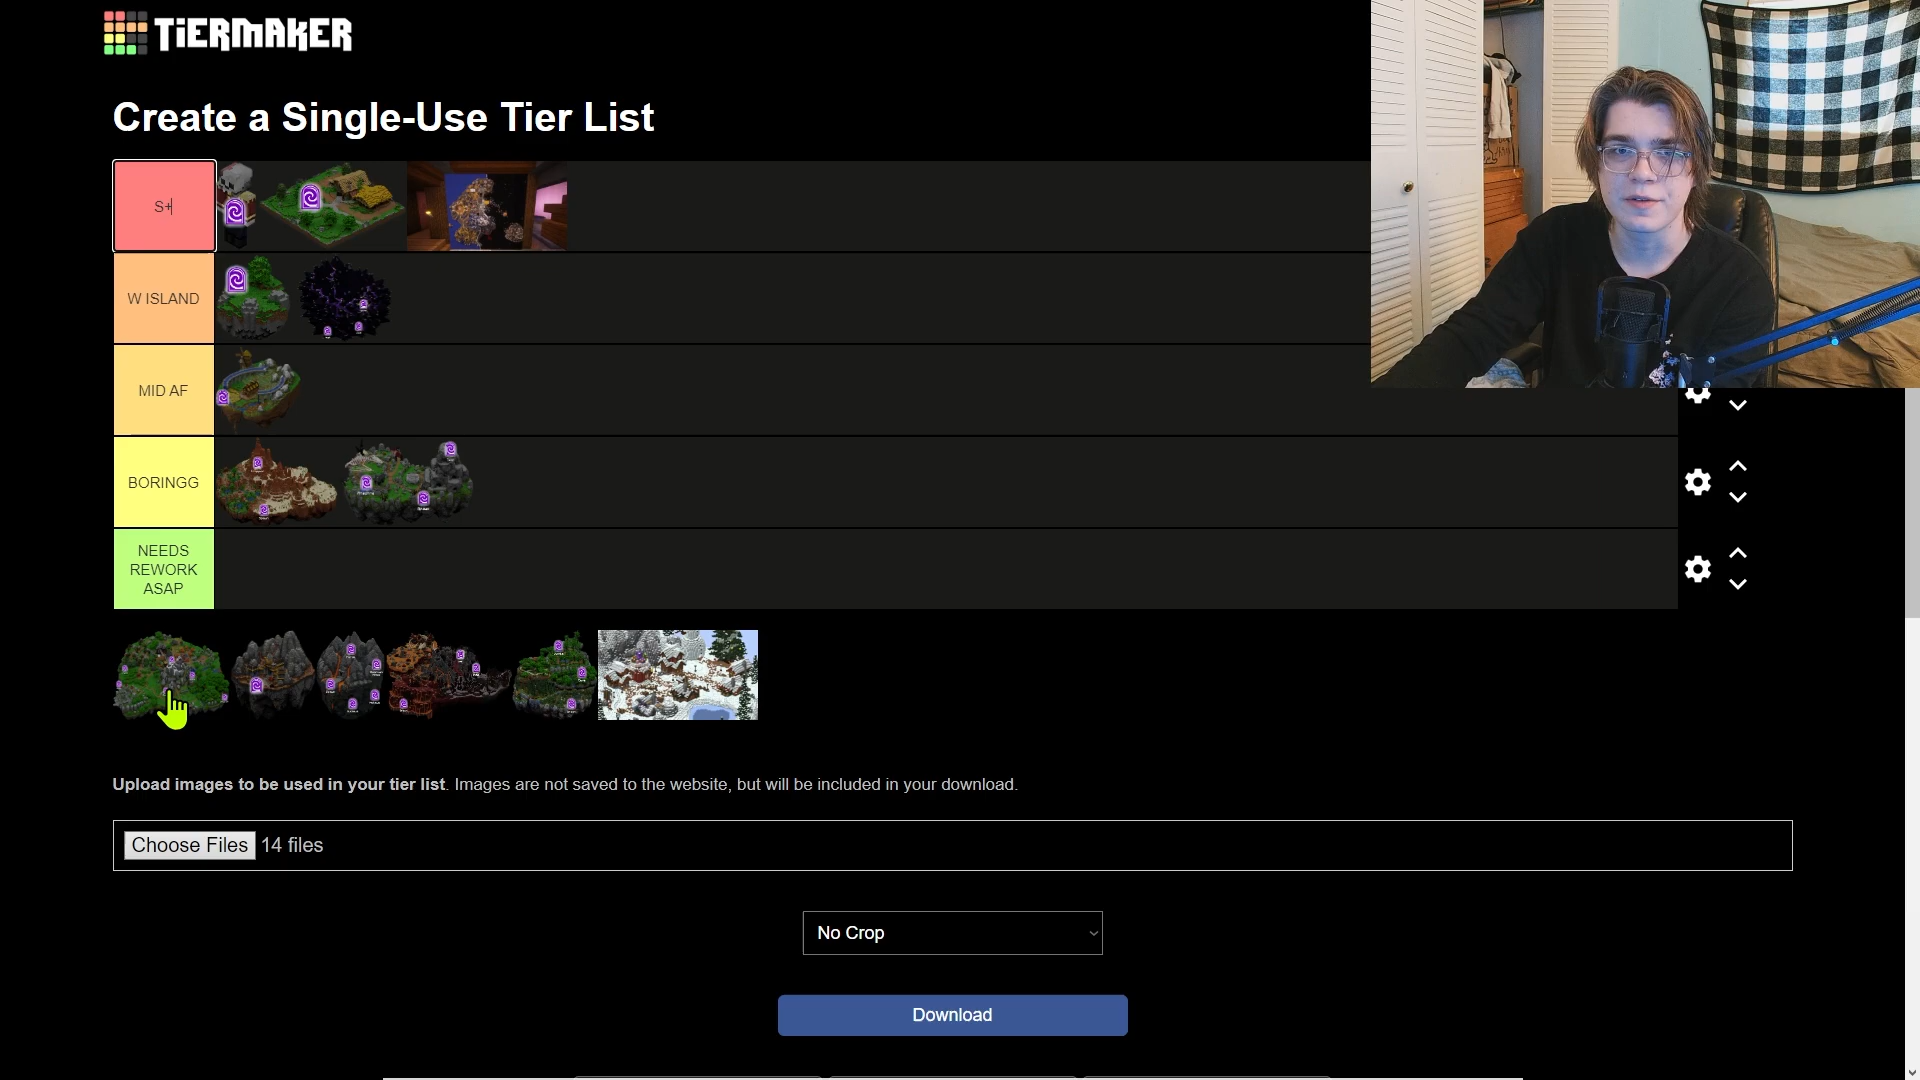 TiERMAKER
Create a Single-Use Tier List
S+
W ISLAND
MID AF
BORINGG
NEEDS
REWORK
ASAP
Upload images to be used in your tier list. Images are not saved to the website, but will be included in your download.
Choose Files 14 files
No Crop
Download